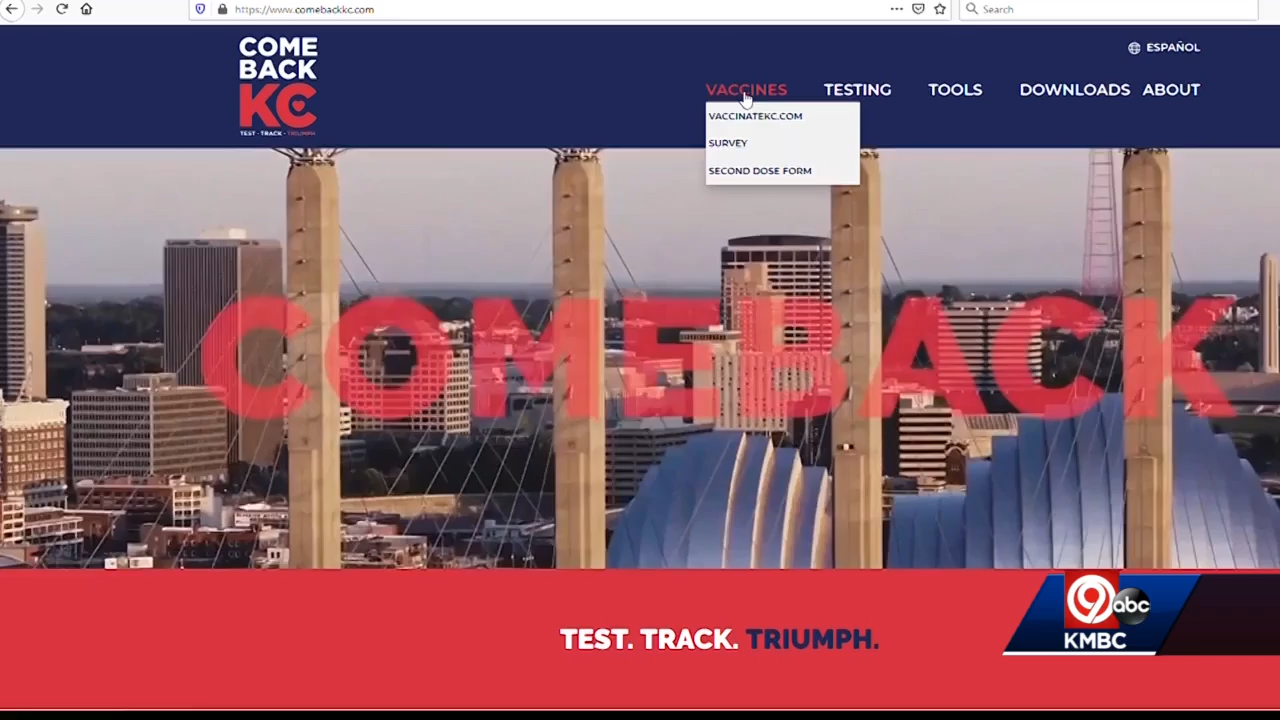 https://www.comebackkc.com
Search
COME
BACK
KC
TEST · TRACK · TRIUMPH
ESPAÑOL
VACCINES TESTING TOOLS DOWNLOADS ABOUT
VACCINATEKC.COM
SURVEY
SECOND DOSE FORM
COMEBACK
TEST. TRACK. TRIUMPH.
9 abc
KMBC